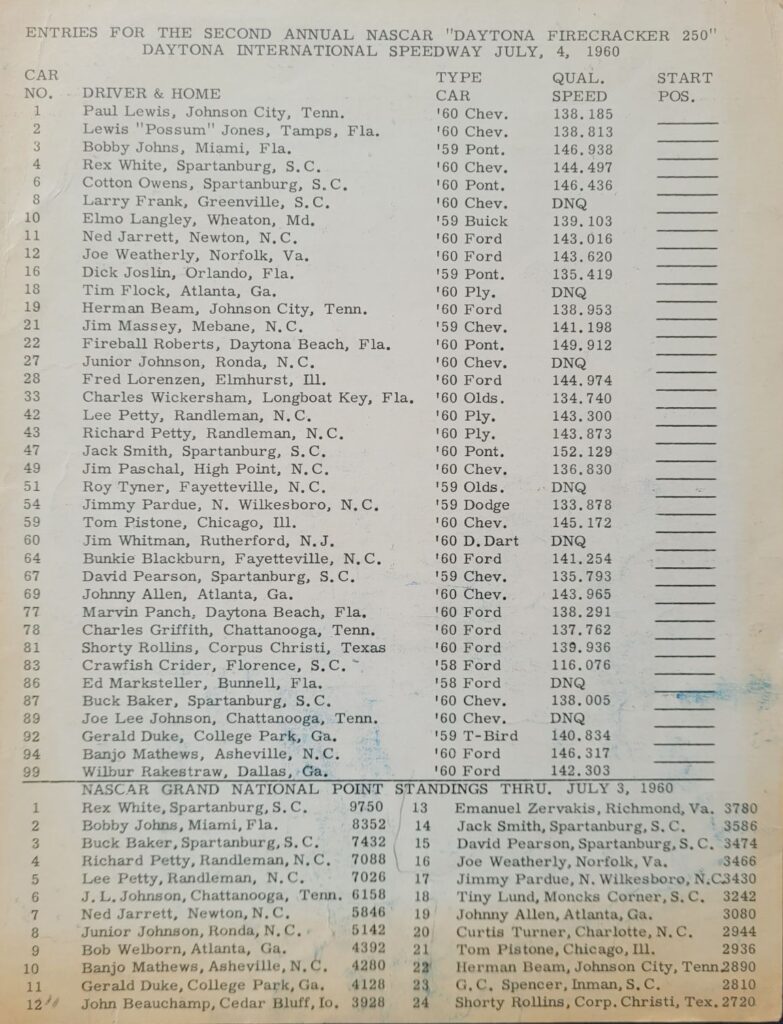 ENTRIES FOR THE SECOND ANNUAL NASCAR "DAYTONA FIRECRACKER 250"
DAYTONA INTERNATIONAL SPEEDWAY JULY, 4, 1960
CAR TYPE QUAL. START
NO. DRIVER & HOME CAR SPEED POS.
1 Paul Lewis, Johnson City, Tenn. '60 Chev. 138.185
2 Lewis "Possum" Jones, Tamps, Fla. '60 Chev. 138.813
3 Bobby Johns, Miami, Fla. '59 Pont. 146.938
4 Rex White, Spartanburg, S.C. '60 Chev. 144.497
6 Cotton Owens, Spartanburg, S.C. '60 Pont. 146.436
8 Larry Frank, Greenville, S.C. '60 Chev. DNQ
10 Elmo Langley, Wheaton, Md. '59 Buick 139.103
11 Ned Jarrett, Newton, N.C. '60 Ford 143.016
12 Joe Weatherly, Norfolk, Va. '60 Ford 143.620
16 Dick Joslin, Orlando, Fla. '59 Pont. 135.419
18 Tim Flock, Atlanta, Ga. '60 Ply. DNQ
19 Herman Beam, Johnson City, Tenn. '60 Ford 138.953
21 Jim Massey, Mebane, N.C. '59 Chev. 141.198
22 Fireball Roberts, Daytona Beach, Fla. '60 Pont. 149.912
27 Junior Johnson, Ronda, N.C. '60 Chev. DNQ
28 Fred Lorenzen, Elmhurst, Ill. '60 Ford 144.974
33 Charles Wickersham, Longboat Key, Fla. '60 Olds. 134.740
42 Lee Petty, Randleman, N.C. '60 Ply. 143.300
43 Richard Petty, Randleman, N.C. '60 Ply. 143.873
47 Jack Smith, Spartanburg, S.C. '60 Pont. 152.129
49 Jim Paschal, High Point, N.C. '60 Chev. 136.830
51 Roy Tyner, Fayetteville, N.C. '59 Olds. DNQ
54 Jimmy Pardue, N. Wilkesboro, N.C. '59 Dodge 133.878
59 Tom Pistone, Chicago, Ill. '60 Chev. 145.172
60 Jim Whitman, Rutherford, N.J. '60 D.Dart DNQ
64 Bunkie Blackburn, Fayetteville, N.C. '60 Ford 141.254
67 David Pearson, Spartanburg, S.C. '59 Chev. 135.793
69 Johnny Allen, Atlanta, Ga. '60 Chev. 143.965
77 Marvin Panch, Daytona Beach, Fla. '60 Ford 138.291
78 Charles Griffith, Chattanooga, Tenn. '60 Ford 137.762
81 Shorty Rollins, Corpus Christi, Texas '60 Ford 139.936
83 Crawfish Crider, Florence, S.C. '58 Ford 116.076
86 Ed Marksteller, Bunnell, Fla. '58 Ford DNQ
87 Buck Baker, Spartanburg, S.C. '60 Chev. 138.005
89 Joe Lee Johnson, Chattanooga, Tenn. '60 Chev. DNQ
92 Gerald Duke, College Park, Ga. '59 T-Bird 140.834
94 Banjo Mathews, Asheville, N.C. '60 Ford 146.317
99 Wilbur Rakestraw, Dallas, Ga. '60 Ford 142.303
NASCAR GRAND NATIONAL POINT STANDINGS THRU. JULY 3, 1960
1 Rex White, Spartanburg, S.C. 9750
2 Bobby Johns, Miami, Fla. 8352
3 Buck Baker, Spartanburg, S.C. 7432
4 Richard Petty, Randleman, N.C. 7088
5 Lee Petty, Randleman, N.C. 7026
6 J.L. Johnson, Chattanooga, Tenn. 6158
7 Ned Jarrett, Newton, N.C. 5846
8 Junior Johnson, Ronda, N.C. 5142
9 Bob Welborn, Atlanta, Ga. 4392
10 Banjo Mathews, Asheville, N.C. 4280
11 Gerald Duke, College Park, Ga. 4128
12 John Beauchamp, Cedar Bluff, Io. 3928
13 Emanuel Zervakis, Richmond, Va. 3780
14 Jack Smith, Spartanburg, S.C. 3586
15 David Pearson, Spartanburg, S.C. 3474
16 Joe Weatherly, Norfolk, Va. 3466
17 Jimmy Pardue, N. Wilkesboro, N.C. 3430
18 Tiny Lund, Moncks Corner, S.C. 3242
19 Johnny Allen, Atlanta, Ga. 3080
20 Curtis Turner, Charlotte, N.C. 2944
21 Tom Pistone, Chicago, Ill. 2936
22 Herman Beam, Johnson City, Tenn. 2890
23 G.C. Spencer, Inman, S.C. 2810
24 Shorty Rollins, Corp. Christi, Tex. 2720